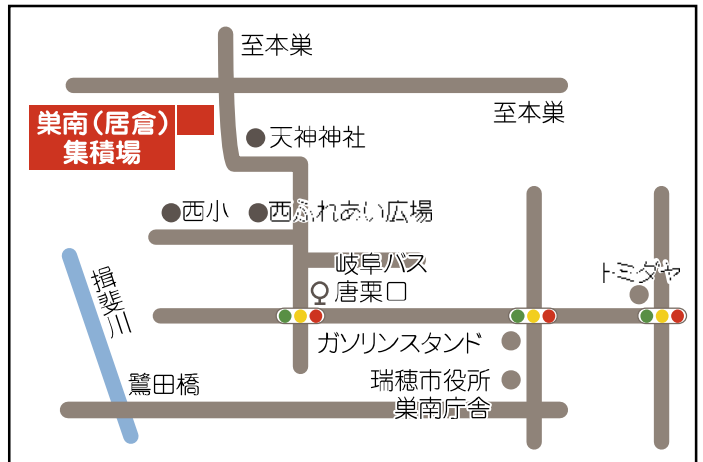 至本巣
至本巣
巣南（居倉）
集積場
天神神社
西小
西ふれあい広場
岐阜バス
唐栗口
トミダヤ
揖斐川
ガソリンスタンド
鷺田橋
瑞穂市役所
巣南庁舎